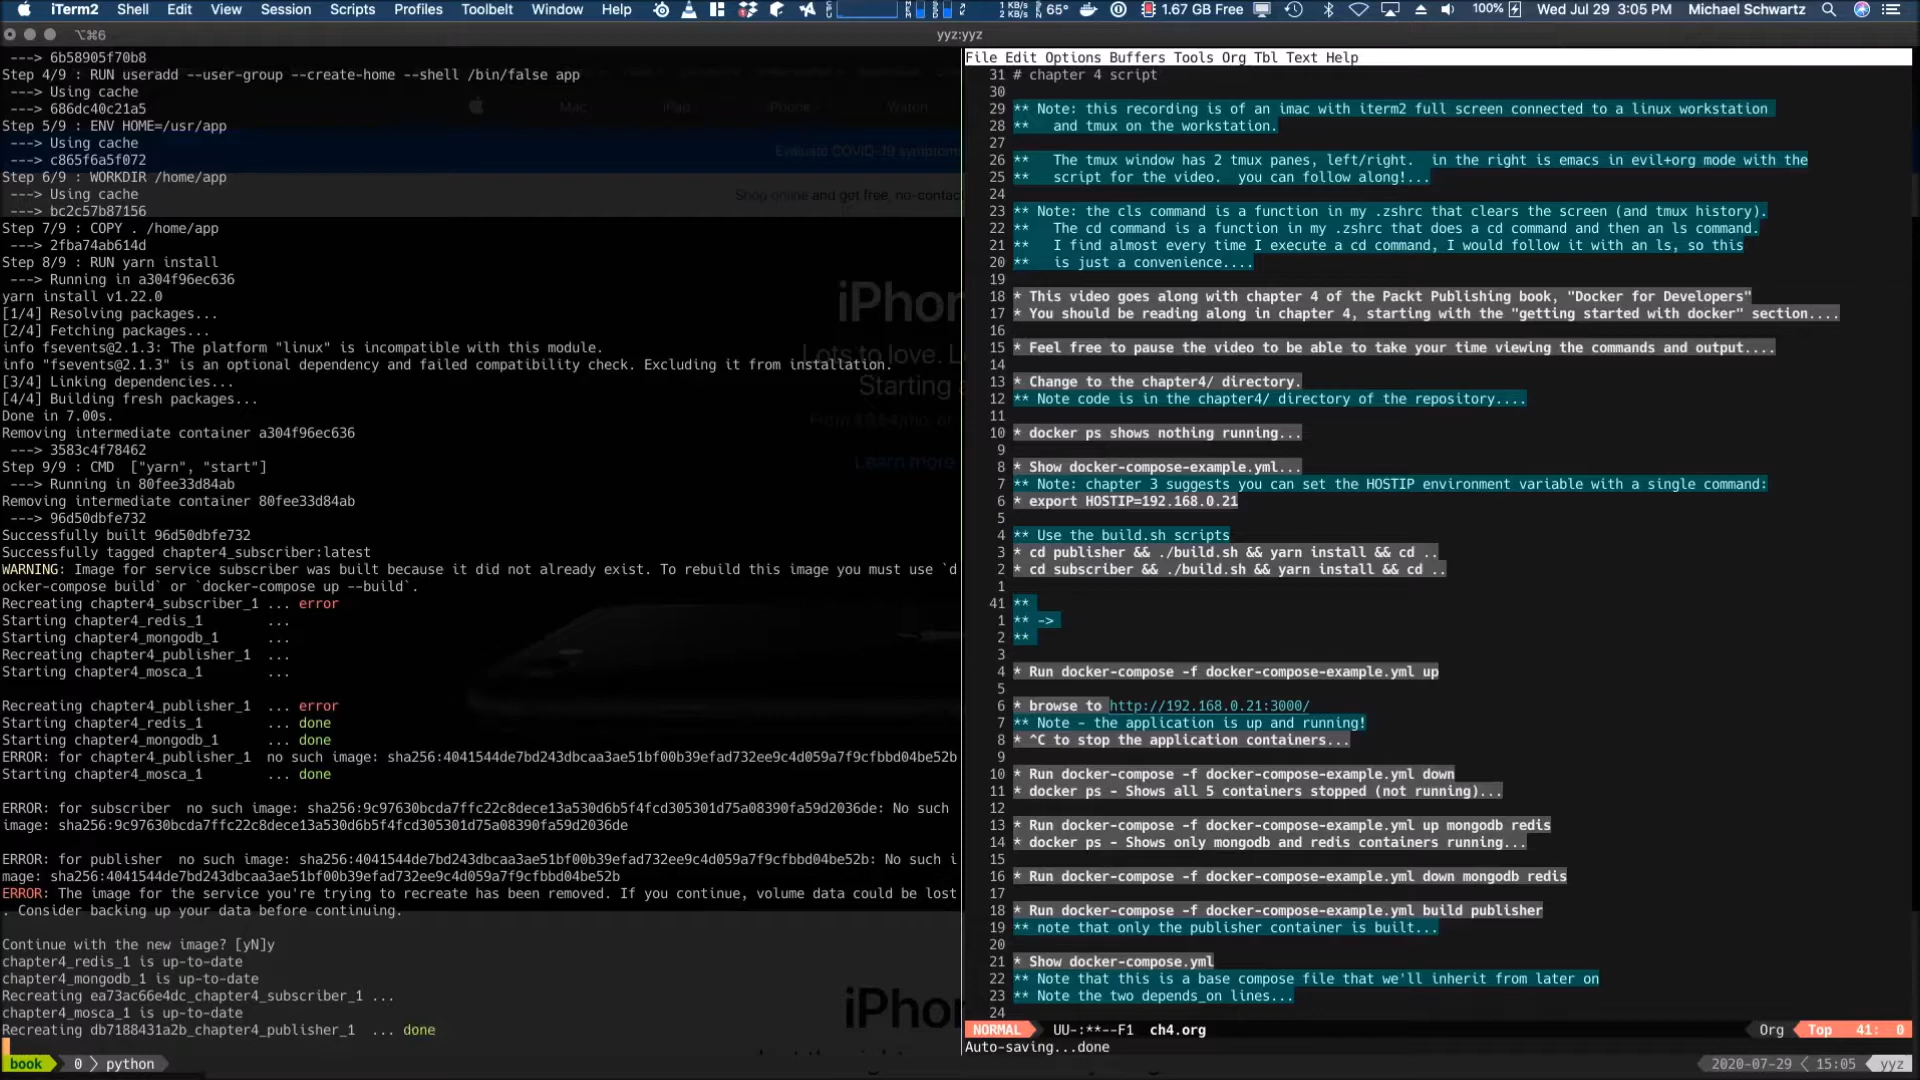 iTerm2 Shell Edit View Session Scripts Profiles Toolbelt Window Help 1 KB/s 2 KB/s 65° 1.67 GB Free 100% Wed Jul 29 3:05 PM Michael Schwartz
⌥⌘6 yyz:yyz
---> 6b58905f70b8
Step 4/9 : RUN useradd --user-group --create-home --shell /bin/false app
---> Using cache
---> 686dc40c21a5
Step 5/9 : ENV HOME=/usr/app
---> Using cache
---> c865f6a5f072
Step 6/9 : WORKDIR /home/app
---> Using cache
---> bc2c57b87156
Step 7/9 : COPY . /home/app
---> 2fba74ab614d
Step 8/9 : RUN yarn install
---> Running in a304f96ec636
yarn install v1.22.0
[1/4] Resolving packages...
[2/4] Fetching packages...
info fsevents@2.1.3: The platform "linux" is incompatible with this module.
info "fsevents@2.1.3" is an optional dependency and failed compatibility check. Excluding it from installation.
[3/4] Linking dependencies...
[4/4] Building fresh packages...
Done in 7.00s.
Removing intermediate container a304f96ec636
---> 3583c4f78462
Step 9/9 : CMD ["yarn", "start"]
---> Running in 80fee33d84ab
Removing intermediate container 80fee33d84ab
---> 96d50dbfe732
Successfully built 96d50dbfe732
Successfully tagged chapter4_subscriber:latest
WARNING: Image for service subscriber was built because it did not already exist. To rebuild this image you must use `d
ocker-compose build` or `docker-compose up --build`.
Recreating chapter4_subscriber_1 ... error
Starting chapter4_redis_1 ...
Starting chapter4_mongodb_1 ...
Recreating chapter4_publisher_1 ...
Starting chapter4_mosca_1 ...
Recreating chapter4_publisher_1 ... error
Starting chapter4_redis_1 ... done
Starting chapter4_mongodb_1 ... done
ERROR: for chapter4_publisher_1 no such image: sha256:4041544de7bd243dbcaa3ae51bf00b39efad732ee9c4d059a7f9cfbbd04be52b
Starting chapter4_mosca_1 ... done
ERROR: for subscriber no such image: sha256:9c97630bcda7ffc22c8dece13a530d6b5f4fcd305301d75a08390fa59d2036de: No such
image: sha256:9c97630bcda7ffc22c8dece13a530d6b5f4fcd305301d75a08390fa59d2036de
ERROR: for publisher no such image: sha256:4041544de7bd243dbcaa3ae51bf00b39efad732ee9c4d059a7f9cfbbd04be52b: No such i
mage: sha256:4041544de7bd243dbcaa3ae51bf00b39efad732ee9c4d059a7f9cfbbd04be52b
ERROR: The image for the service you're trying to recreate has been removed. If you continue, volume data could be lost
. Consider backing up your data before continuing.
Continue with the new image? [yN]y
chapter4_redis_1 is up-to-date
chapter4_mongodb_1 is up-to-date
Recreating ea73ac66e4dc_chapter4_subscriber_1 ...
chapter4_mosca_1 is up-to-date
Recreating db7188431a2b_chapter4_publisher_1 ... done
book 0 python
Mac iPad iPhone Watch
Evaluate COVID-19 symptom
Shop online and get free, no-contac
iPhon
Lots to love. L
Starting a
Learn more
iPhon
File Edit Options Buffers Tools Org Tbl Text Help
31 # chapter 4 script
30
29 ** Note: this recording is of an imac with iterm2 full screen connected to a linux workstation
28 ** and tmux on the workstation.
27
26 ** The tmux window has 2 tmux panes, left/right. in the right is emacs in evil+org mode with the
25 ** script for the video. you can follow along!...
24
23 ** Note: the cls command is a function in my .zshrc that clears the screen (and tmux history).
22 ** The cd command is a function in my .zshrc that does a cd command and then an ls command.
21 ** I find almost every time I execute a cd command, I would follow it with an ls, so this
20 ** is just a convenience....
19
18 * This video goes along with chapter 4 of the Packt Publishing book, "Docker for Developers"
17 * You should be reading along in chapter 4, starting with the "getting started with docker" section....
16
15 * Feel free to pause the video to be able to take your time viewing the commands and output....
14
13 * Change to the chapter4/ directory.
12 ** Note code is in the chapter4/ directory of the repository....
11
10 * docker ps shows nothing running...
9
8 * Show docker-compose-example.yml...
7 ** Note: chapter 3 suggests you can set the HOSTIP environment variable with a single command:
6 * export HOSTIP=192.168.0.21
5
4 ** Use the build.sh scripts
3 * cd publisher && ./build.sh && yarn install && cd ..
2 * cd subscriber && ./build.sh && yarn install && cd ..
1
41 **
1 ** ->
2 **
3
4 * Run docker-compose -f docker-compose-example.yml up
5
6 * browse to http://192.168.0.21:3000/
7 ** Note - the application is up and running!
8 * ^C to stop the application containers...
9
10 * Run docker-compose -f docker-compose-example.yml down
11 * docker ps - Shows all 5 containers stopped (not running)...
12
13 * Run docker-compose -f docker-compose-example.yml up mongodb redis
14 * docker ps - Shows only mongodb and redis containers running...
15
16 * Run docker-compose -f docker-compose-example.yml down mongodb redis
17
18 * Run docker-compose -f docker-compose-example.yml build publisher
19 ** note that only the publisher container is built...
20
21 * Show docker-compose.yml
22 ** Note that this is a base compose file that we'll inherit from later on
23 ** Note the two depends_on lines...
24
NORMAL UU-:**--F1 ch4.org Org Top 41: 0
Auto-saving...done
2020-07-29 15:05 yyz